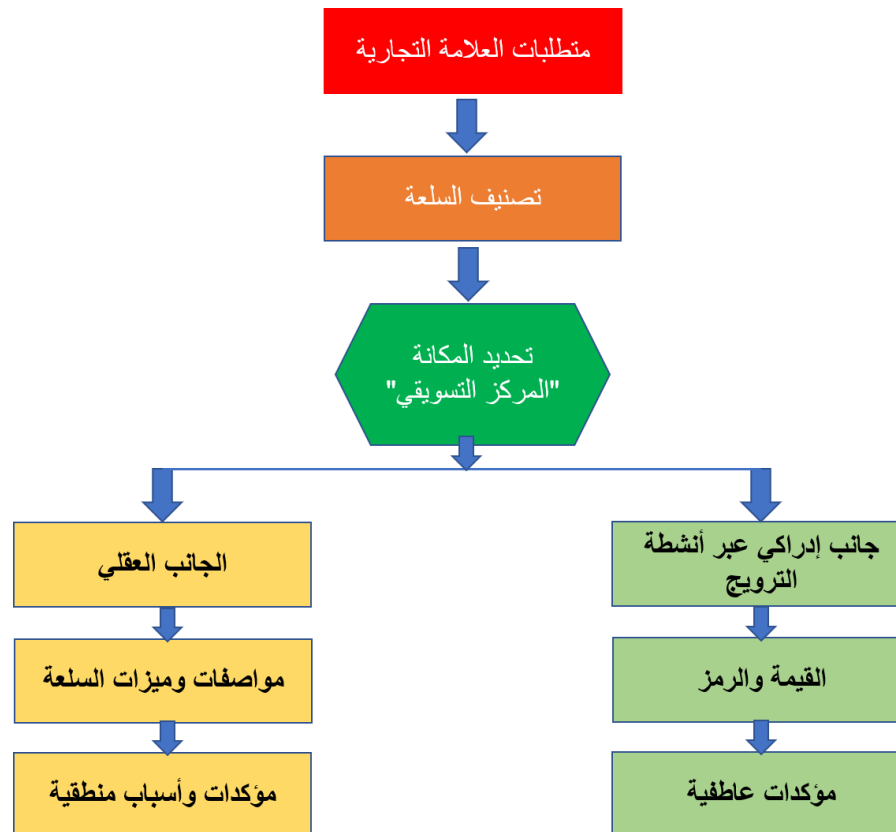 متطلبات العلامة التجارية
تصنيف السلعة
تحديد المكانة
"المركز التسويقي"
جانب إدراكي عبر أنشطة
الترويج
القيمة والرمز
مؤكدات عاطفية
الجانب العقلي
مواصفات وميزات السلعة
مؤكدات وأسباب منطقية